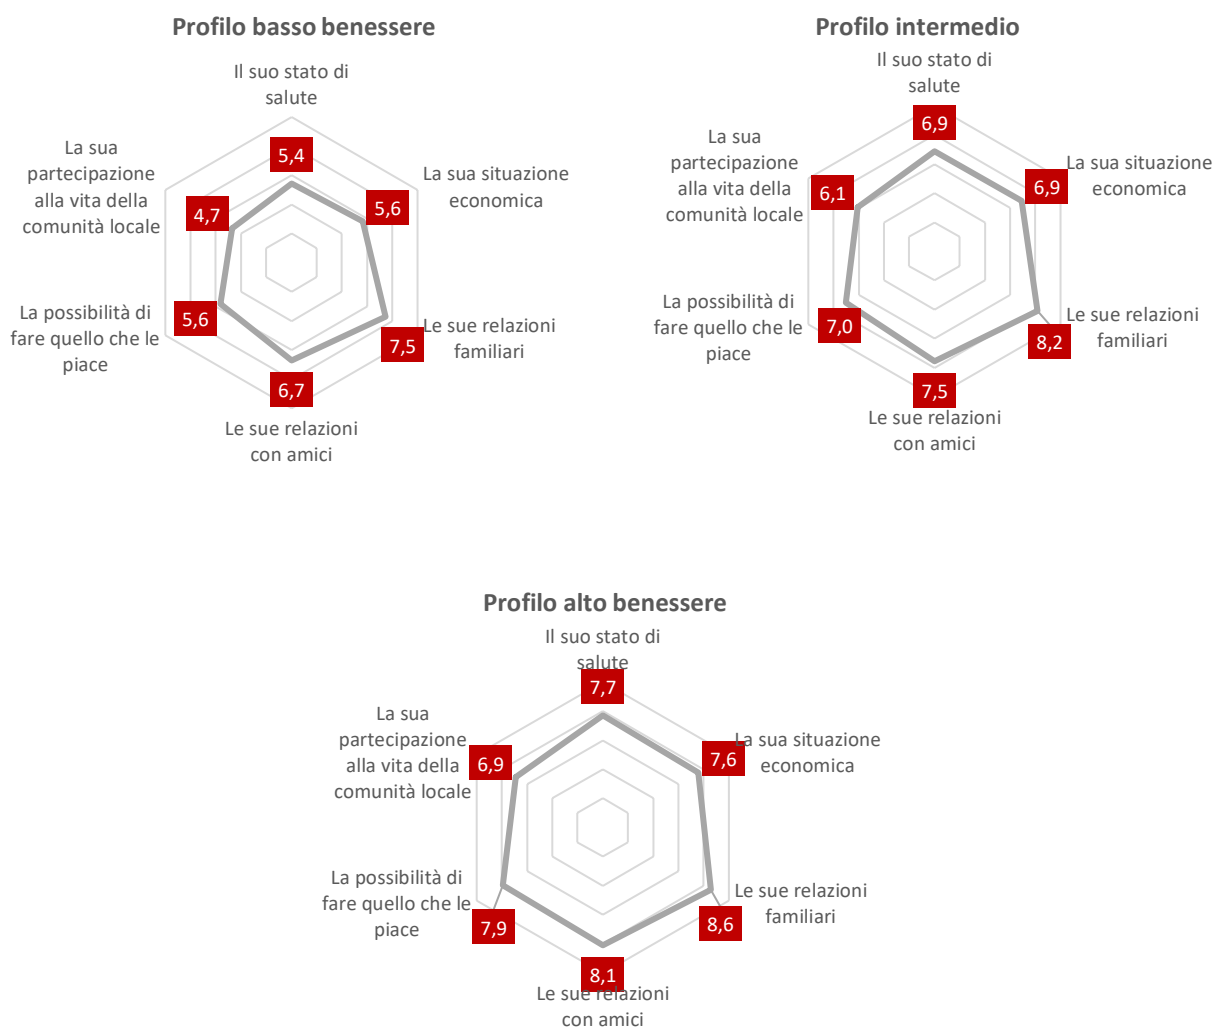 Profilo basso benessere
Il suo stato di
salute
5,4
La sua situazione
economica
5,6
Le sue relazioni
familiari
7,5
Le sue relazioni
con amici
6,7
La possibilità di
fare quello che le
piace
5,6
La sua
partecipazione
alla vita della
comunità locale
4,7
Profilo intermedio
Il suo stato di
salute
6,9
La sua situazione
economica
6,9
Le sue relazioni
familiari
8,2
Le sue relazioni
con amici
7,5
La possibilità di
fare quello che le
piace
7,0
La sua
partecipazione
alla vita della
comunità locale
6,1
Profilo alto benessere
Il suo stato di
salute
7,7
La sua situazione
economica
7,6
Le sue relazioni
familiari
8,6
Le sue relazioni
con amici
8,1
La possibilità di
fare quello che le
piace
7,9
La sua
partecipazione
alla vita della
comunità locale
6,9